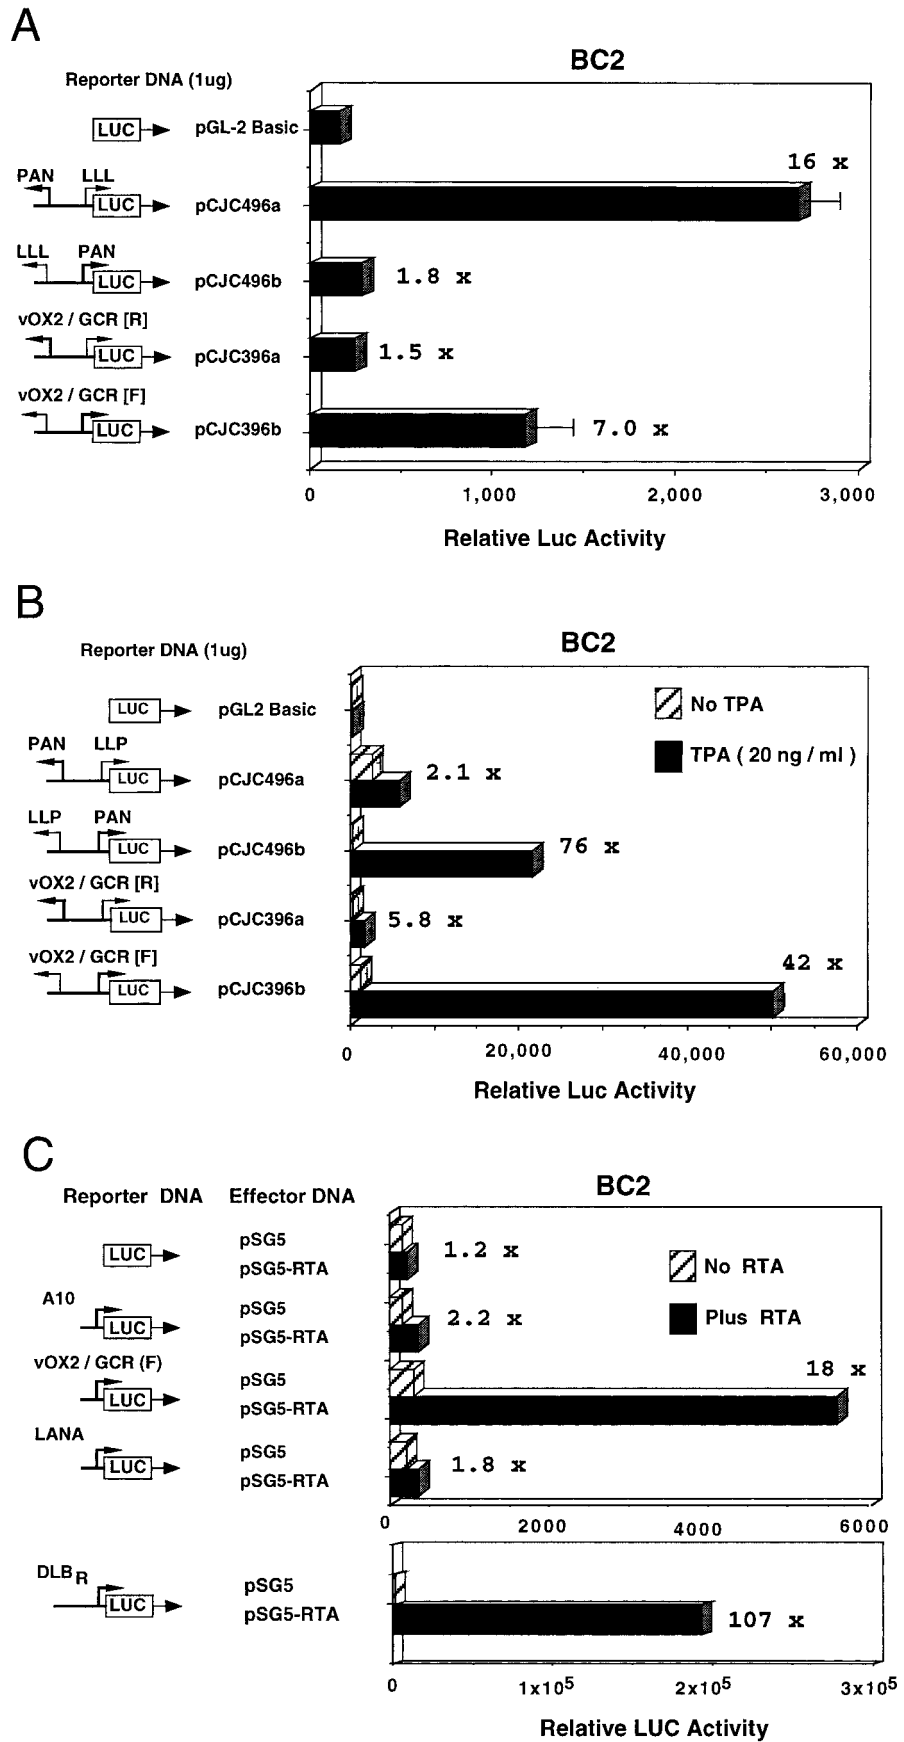 A
BC2
Reporter DNA (1ug)
LUC pGL-2 Basic
16 x
PAN LLL
LUC pCJC496a
LLL PAN
LUC pCJC496b 1.8 x
vOX2 / GCR [R]
LUC pCJC396a 1.5 x
vOX2 / GCR [F]
LUC pCJC396b 7.0 x
0 1,000 2,000 3,000
Relative Luc Activity
B
BC2
Reporter DNA (1ug)
No TPA
LUC pGL2 Basic
TPA ( 20 ng / ml )
PAN LLP
LUC pCJC496a 2.1 x
LLP PAN
LUC pCJC496b 76 x
vOX2 / GCR [R]
LUC pCJC396a 5.8 x
vOX2 / GCR [F]
42 x
LUC pCJC396b
0 20,000 40,000 60,000
Relative Luc Activity
C
BC2
Reporter DNA Effector DNA
pSG5
LUC 1.2 x
pSG5-RTA
No RTA
A10
pSG5
LUC 2.2 x
pSG5-RTA
Plus RTA
vOX2 / GCR (F)
18 x
pSG5
LUC
pSG5-RTA
LANA
pSG5
LUC 1.8 x
pSG5-RTA
0 2000 4000 6000
DLBR
pSG5
LUC
pSG5-RTA 107 x
0 1x10⁵ 2x10⁵ 3x10⁵
Relative LUC Activity